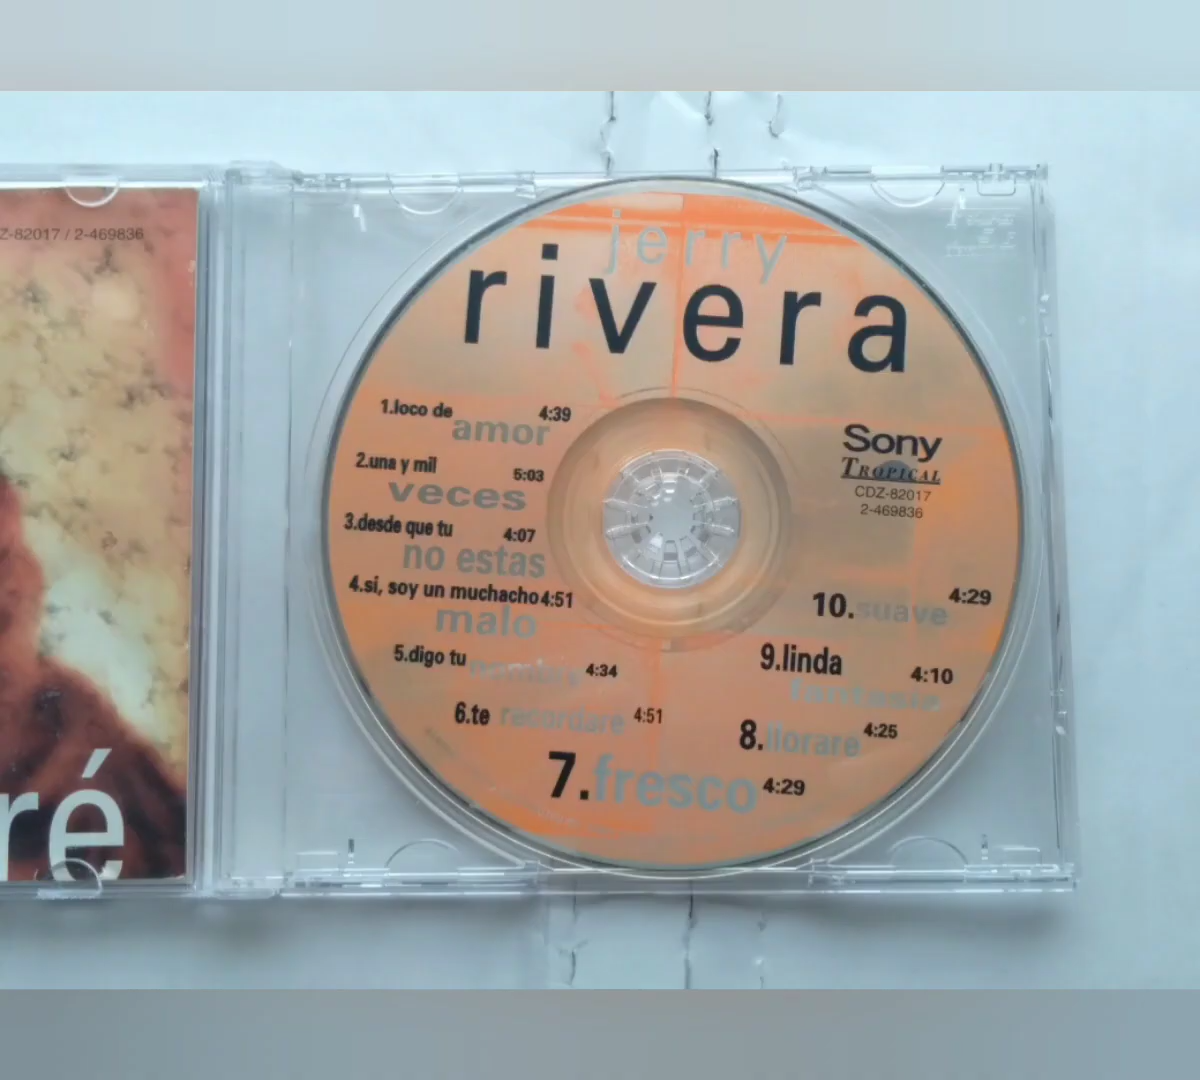 Z-82017 / 2-469836
ré
jerry
rivera
1.loco de
amor
4:39
2.una y mil
veces
5:03
3.desde que tu
no estas
4:07
4.si, soy un muchacho
malo
4:51
5.digo tu
nombre
4:34
6.te recordare 4:51
7.fresco 4:29
8.llorare 4:25
9.linda
fantasia
4:10
10.suave 4:29
Sony
TROPICAL
CDZ-82017
2-469836